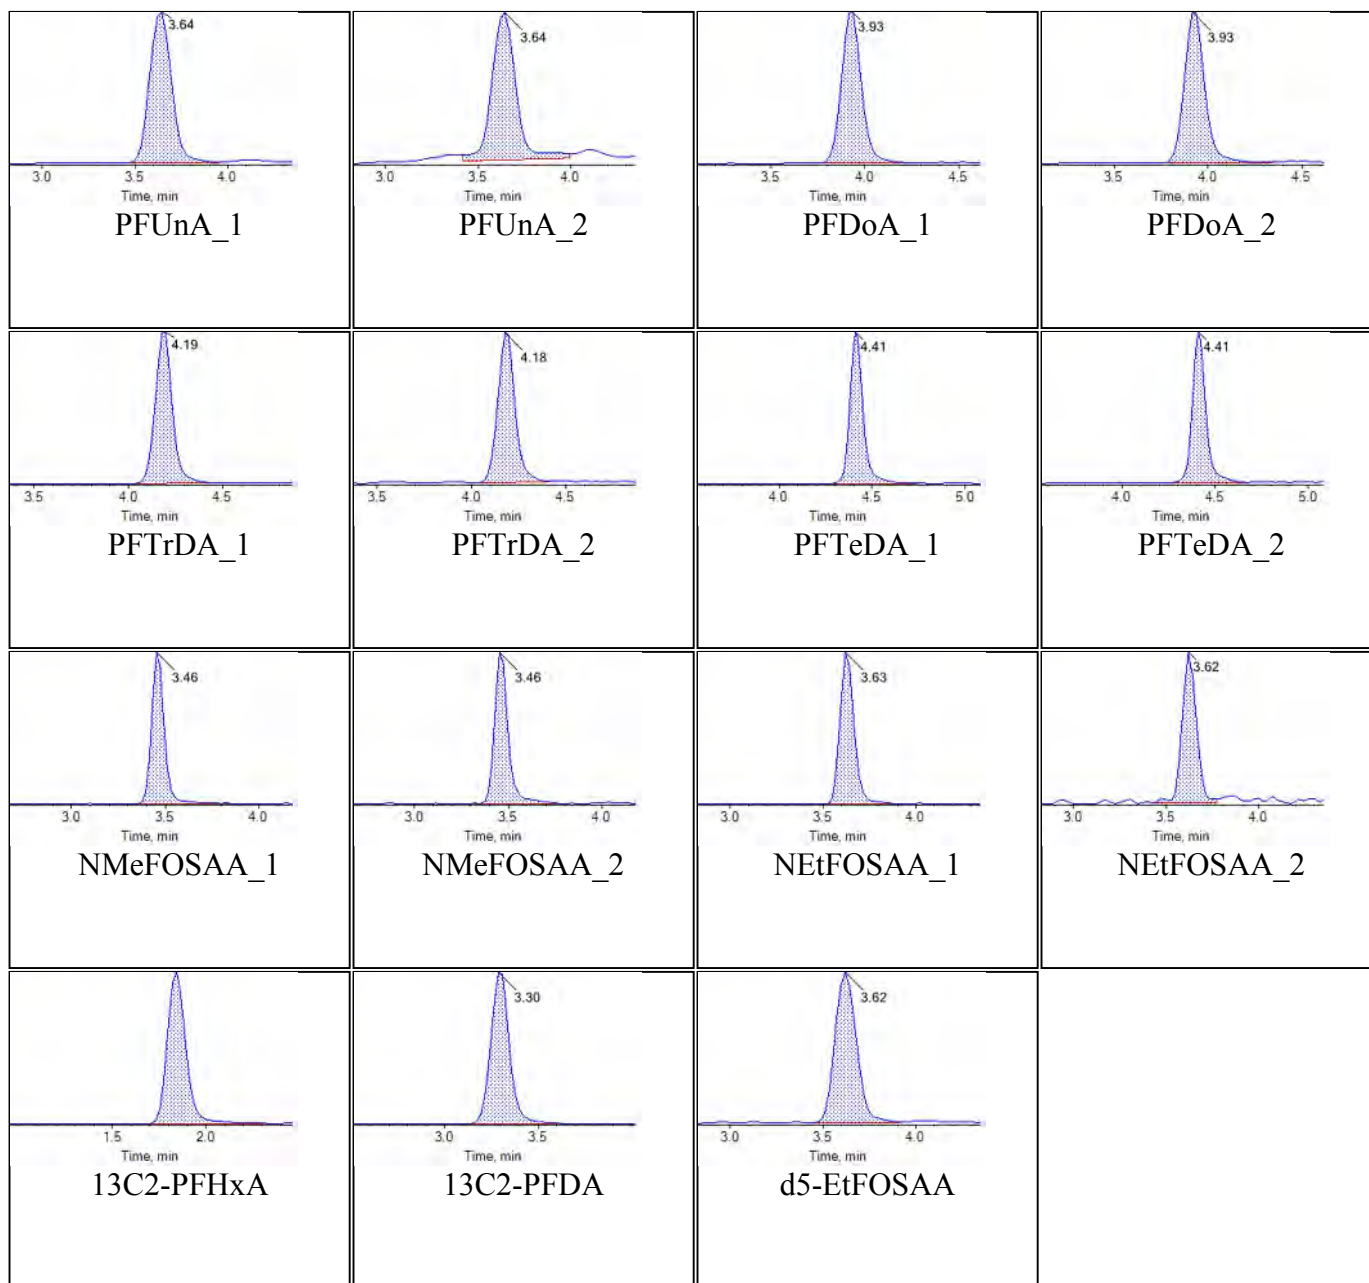 3.64
3.0 3.5 4.0
Time, min
PFUnA_1
3.64
3.0 3.5 4.0
Time, min
PFUnA_2
3.93
3.5 4.0 4.5
Time, min
PFDoA_1
3.93
3.5 4.0 4.5
Time, min
PFDoA_2
4.19
3.5 4.0 4.5
Time, min
PFTrDA_1
4.18
3.5 4.0 4.5
Time, min
PFTrDA_2
4.41
4.0 4.5 5.0
Time, min
PFTeDA_1
4.41
4.0 4.5 5.0
Time, min
PFTeDA_2
3.46
3.0 3.5 4.0
Time, min
NMeFOSAA_1
3.46
3.0 3.5 4.0
Time, min
NMeFOSAA_2
3.63
3.0 3.5 4.0
Time, min
NEtFOSAA_1
3.62
3.0 3.5 4.0
Time, min
NEtFOSAA_2
1.5 2.0
Time, min
13C2-PFHxA
3.30
3.0 3.5
Time, min
13C2-PFDA
3.62
3.0 3.5 4.0
Time, min
d5-EtFOSAA